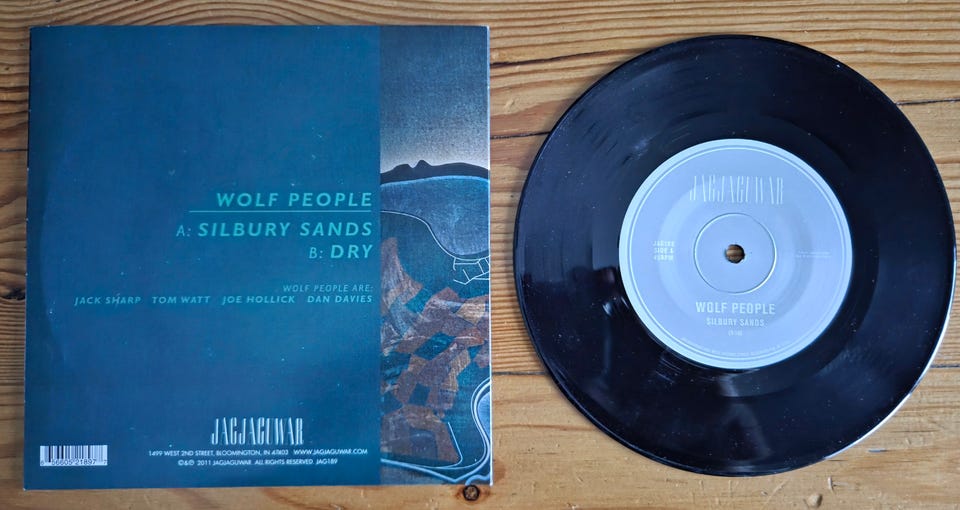 WOLF PEOPLE
A: SILBURY SANDS
B: DRY
WOLF PEOPLE ARE:
JACK SHARP TOM WATT JOE HOLLICK DAN DAVIES
JAGJAGUWAR
1499 WEST 2ND STREET, BLOOMINGTON, IN 47403 WWW.JAGJAGUWAR.COM
©&℗ 2011 JAGJAGUWAR ALL RIGHTS RESERVED JAG189
JAGJAGUWAR
JAG189
SIDE A
45RPM
WOLF PEOPLE
SILBURY SANDS